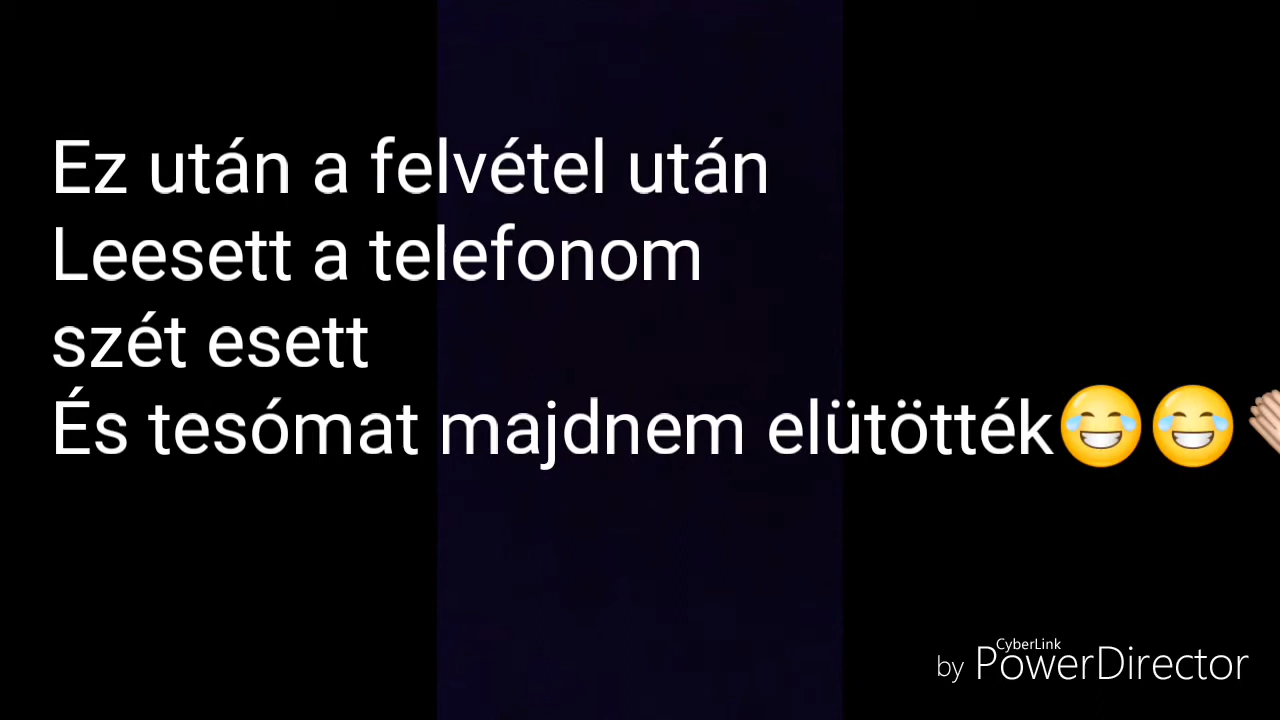 Ez után a felvétel után
Leesett a telefonom
szét esett
És tesómat majdnem elütötték😂😂
CyberLink
by PowerDirector